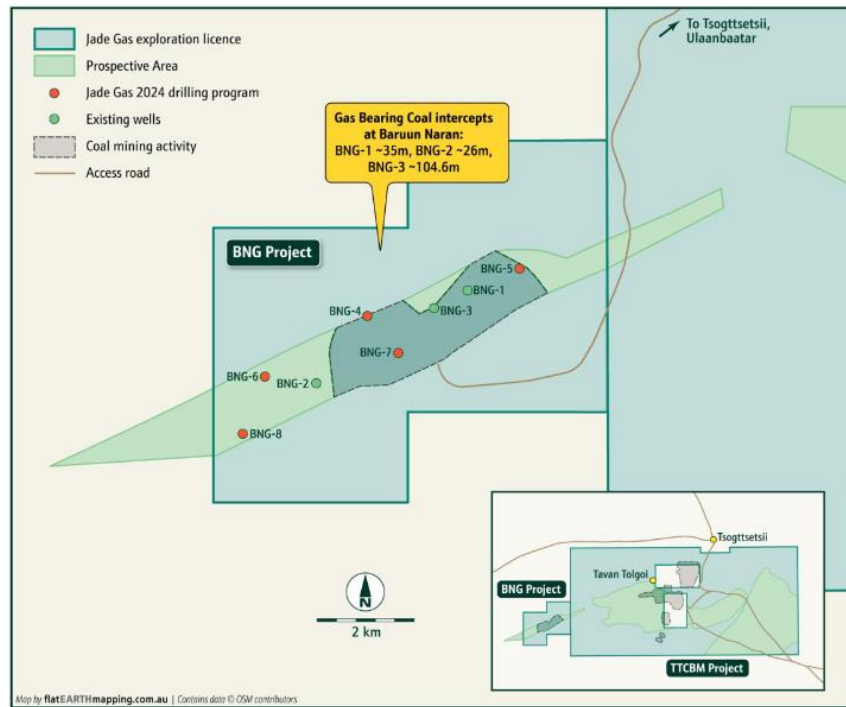 Jade Gas exploration licence
Prospective Area
Jade Gas 2024 drilling program
Existing wells
Coal mining activity
Access road
To Tsogttsetsii,
Ulaanbaatar
Gas Bearing Coal intercepts
at Baruun Naran:
BNG-1 ~35m, BNG-2 ~26m,
BNG-3 ~104.6m
BNG Project
BNG-5
BNG-1
BNG-4
BNG-3
BNG-7
BNG-6
BNG-2
BNG-8
N
2 km
Tsogttsetsii
Tavan Tolgoi
BNG Project
TTCBM Project
Map by flatEARTHmapping.com.au | Contains data © OSM contributors